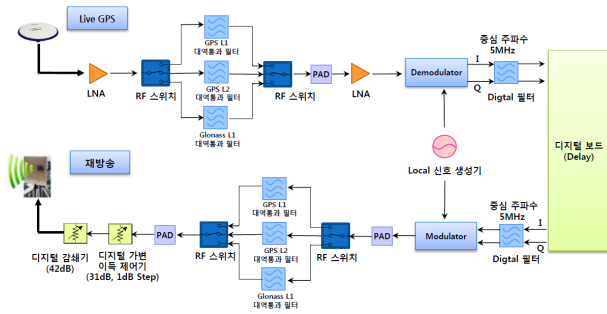 Live GPS
LNA
RF 스위치
GPS L1
대역통과 필터
GPS L2
대역통과 필터
Glonass L1
대역통과 필터
RF 스위치
PAD
LNA
Demodulator
I
Q
중심 주파수
5MHz
Digtal 필터
디지털 보드
(Delay)
Local 신호 생성기
재방송
디지털 감쇄기
(42dB)
디지털 가변
이득 제어기
(31dB, 1dB Step)
PAD
RF 스위치
GPS L1
대역통과 필터
GPS L2
대역통과 필터
Glonass L1
대역통과 필터
RF 스위치
PAD
Modulator
중심 주파수
5MHz
Digtal 필터
I
Q